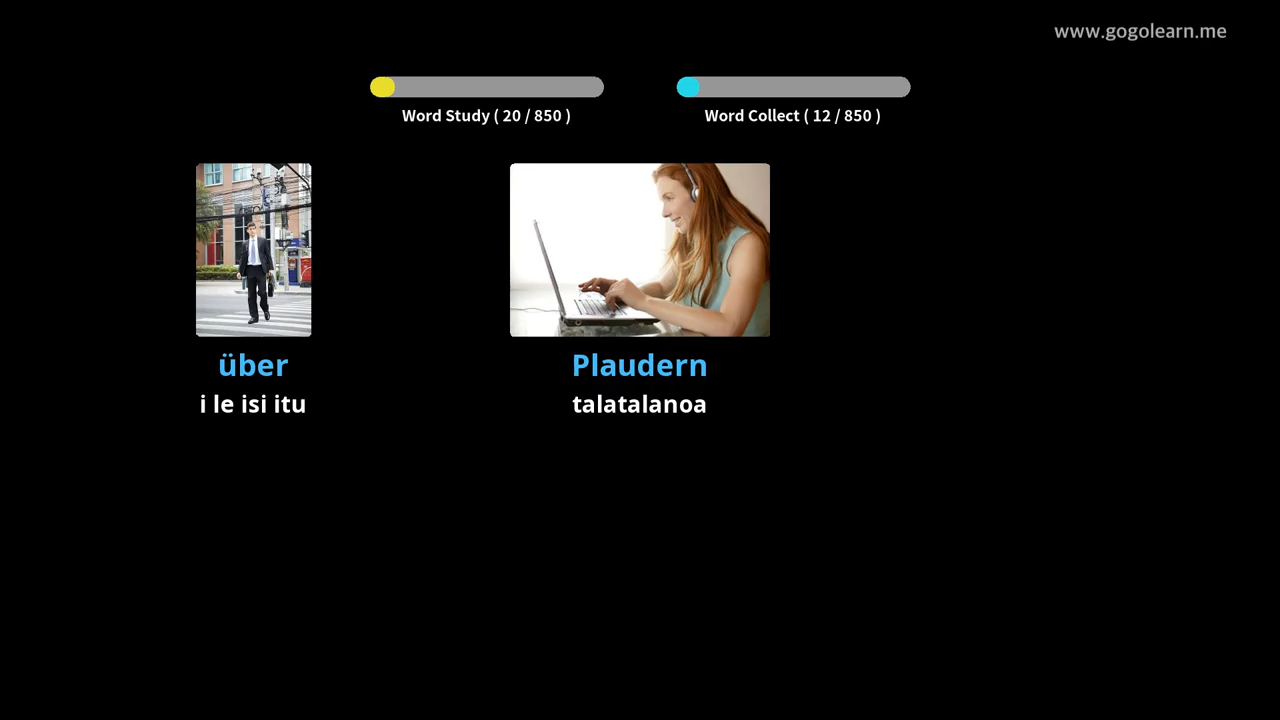 www.gogolearn.me
Word Study ( 20 / 850 )
Word Collect ( 12 / 850 )
über
i le isi itu
Plaudern
talatalanoa